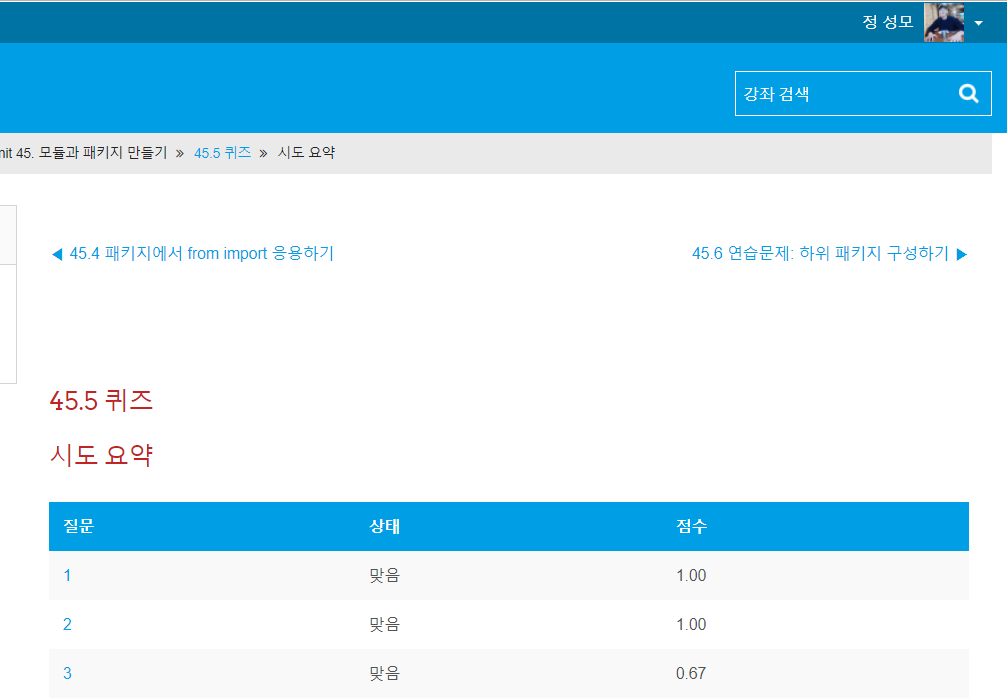 정 성모
강좌 검색
nit 45. 모듈과 패키지 만들기 » 45.5 퀴즈 » 시도 요약
◀ 45.4 패키지에서 from import 응용하기
45.6 연습문제: 하위 패키지 구성하기 ▶
45.5 퀴즈
시도 요약
질문 상태 점수
1 맞음 1.00
2 맞음 1.00
3 맞음 0.67